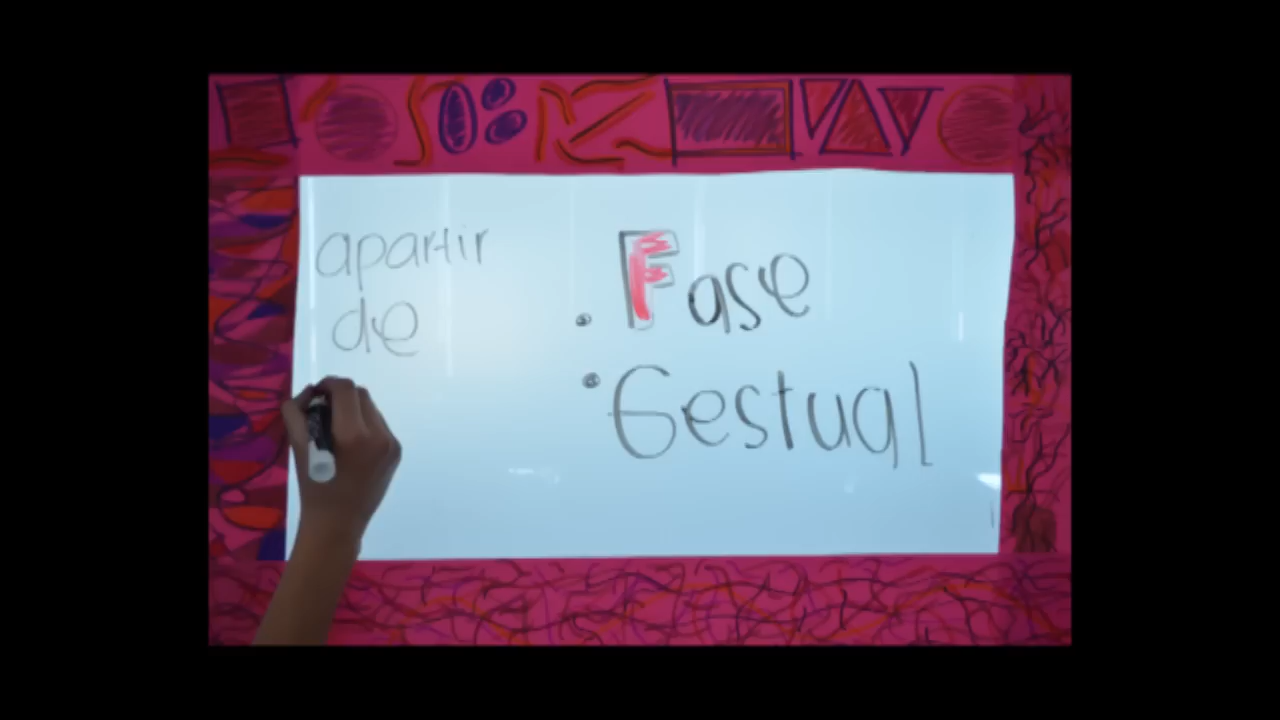 apartir
de
. Fase
. Gestual